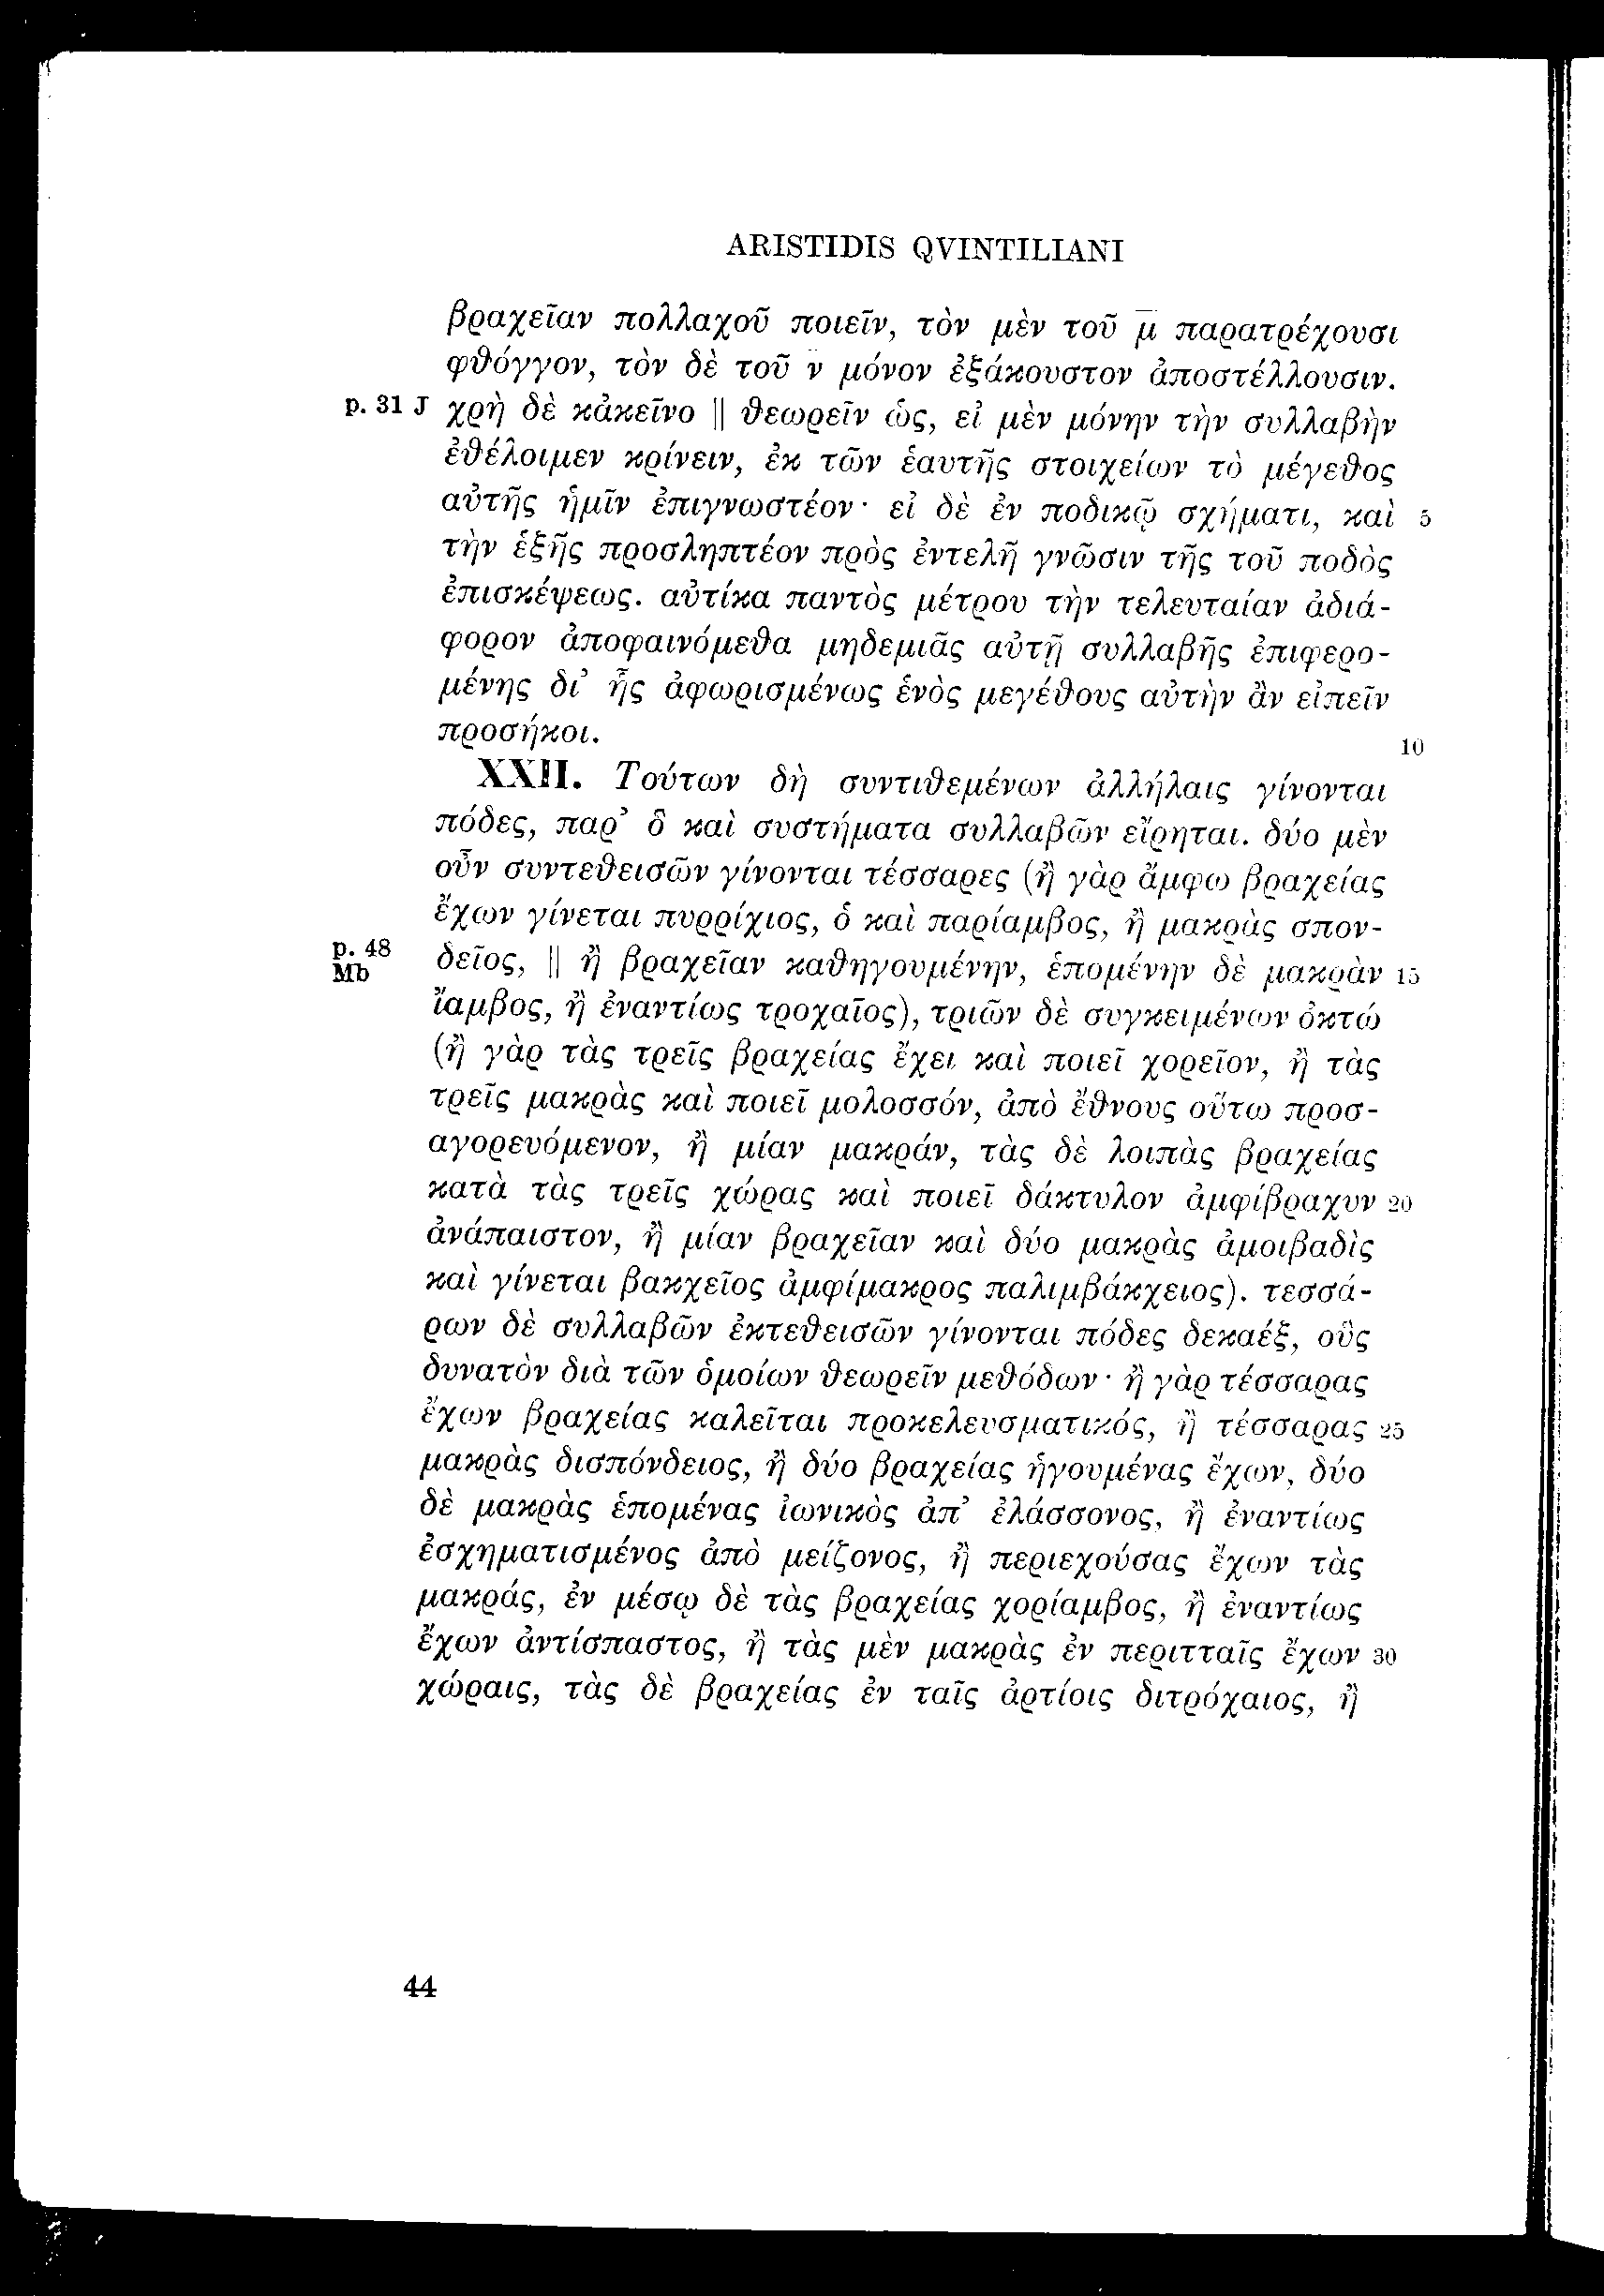 ARISTIDIS QVINTILIANI
βραχεῖαν πολλαχοῦ ποιεῖν, τὸν μὲν τοῦ μ̄ παρατρέχουσι
φθόγγον, τὸν δὲ τοῦ ν̄ μόνον ἐξάκουστον ἀποστέλλουσιν.
p. 31 J χρὴ δὲ κἀκεῖνο || θεωρεῖν ὡς, εἰ μὲν μόνην τὴν συλλαβὴν
ἐθέλοιμεν κρίνειν, ἐκ τῶν ἑαυτῆς στοιχείων τὸ μέγεθος
αὐτῆς ἡμῖν ἐπιγνωστέον· εἰ δὲ ἐν ποδικῷ σχήματι, καὶ 5
τὴν ἑξῆς προσληπτέον πρὸς ἐντελῆ γνῶσιν τῆς τοῦ ποδὸς
ἐπισκέψεως. αὐτίκα παντὸς μέτρου τὴν τελευταίαν ἀδιά-
φορον ἀποφαινόμεθα μηδεμιᾶς αὐτῇ συλλαβῆς ἐπιφερο-
μένης δι’ ἧς ἀφωρισμένως ἑνὸς μεγέθους αὐτὴν ἂν εἰπεῖν
προσήκοι. 10
XXII. Τούτων δὴ συντιθεμένων ἀλλήλαις γίνονται
πόδες, παρ’ ὃ καὶ συστήματα συλλαβῶν εἴρηται. δύο μὲν
οὖν συντεθεισῶν γίνονται τέσσαρες (ἢ γὰρ ἄμφω βραχείας
ἔχων γίνεται πυρρίχιος, ὁ καὶ παρίαμβος, ἢ μακρὰς σπον-
p. 48 Mb δεῖος, || ἢ βραχεῖαν καθηγουμένην, ἑπομένην δὲ μακρὰν 15
ἴαμβος, ἢ ἐναντίως τροχαῖος), τριῶν δὲ συγκειμένων ὀκτώ
(ἢ γὰρ τὰς τρεῖς βραχείας ἔχει καὶ ποιεῖ χορεῖον, ἢ τὰς
τρεῖς μακρὰς καὶ ποιεῖ μολοσσόν, ἀπὸ ἔθνους οὕτω προσ-
αγορευόμενον, ἢ μίαν μακράν, τὰς δὲ λοιπὰς βραχείας
κατὰ τὰς τρεῖς χώρας καὶ ποιεῖ δάκτυλον ἀμφίβραχυν 20
ἀνάπαιστον, ἢ μίαν βραχεῖαν καὶ δύο μακρὰς ἀμοιβαδὶς
καὶ γίνεται βακχεῖος ἀμφίμακρος παλιμβάκχειος). τεσσά-
ρων δὲ συλλαβῶν ἐκτεθεισῶν γίνονται πόδες δεκαέξ, οὓς
δυνατὸν διὰ τῶν ὁμοίων θεωρεῖν μεθόδων· ἢ γὰρ τέσσαρας
ἔχων βραχείας καλεῖται προκελευσματικός, ἢ τέσσαρας 25
μακρὰς δισπόνδειος, ἢ δύο βραχείας ἡγουμένας ἔχων, δύο
δὲ μακρὰς ἑπομένας ἰωνικὸς ἀπ’ ἐλάσσονος, ἢ ἐναντίως
ἐσχηματισμένος ἀπὸ μείζονος, ἢ περιεχούσας ἔχων τὰς
μακράς, ἐν μέσῳ δὲ τὰς βραχείας χορίαμβος, ἢ ἐναντίως
ἔχων ἀντίσπαστος, ἢ τὰς μὲν μακρὰς ἐν περιτταῖς ἔχων 30
χώραις, τὰς δὲ βραχείας ἐν ταῖς ἀρτίοις διτρόχαιος, ἢ
44